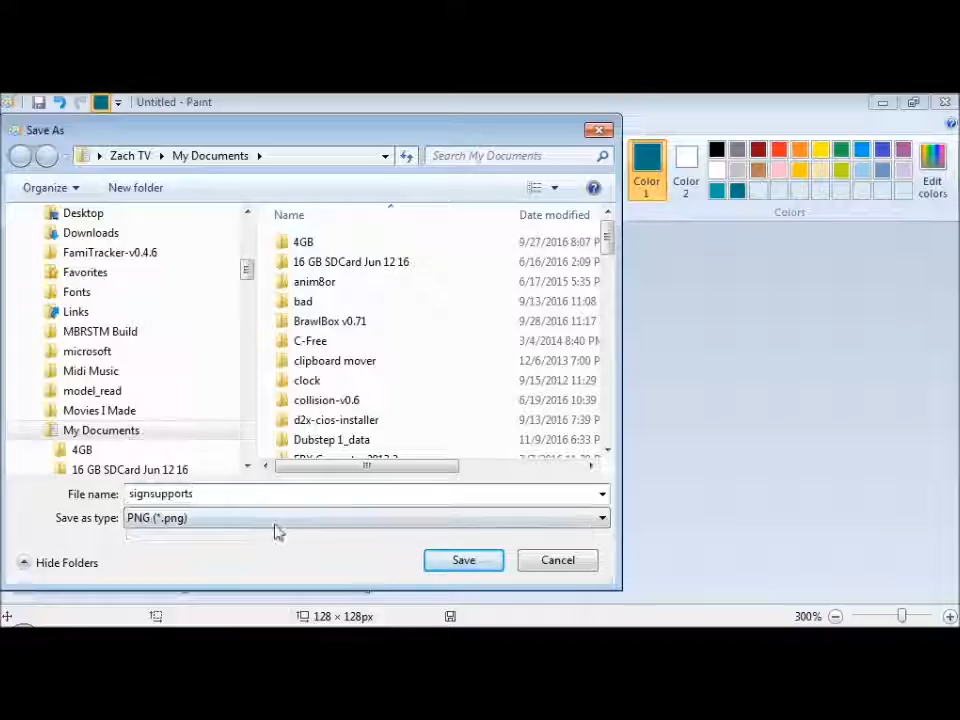 Untitled - Paint
Save As
Zach TV
My Documents
Search My Documents
Organize
New folder
Color 1
Color 2
Edit colors
Colors
Desktop
Downloads
FamiTracker-v0.4.6
Favorites
Fonts
Links
MBRSTM Build
microsoft
Midi Music
model_read
Movies I Made
My Documents
4GB
16 GB SDCard Jun 12 16
Name Date modified
4GB 9/27/2016 8:07 P
16 GB SDCard Jun 12 16 6/16/2016 2:09 P
anim8or 6/17/2015 5:35 P
bad 9/13/2016 11:08
BrawlBox v0.71 9/28/2016 11:17
C-Free 3/4/2014 8:40 PM
clipboard mover 12/6/2013 7:00 P
clock 9/15/2012 11:29
collision-v0.6 6/19/2016 10:39
d2x-cios-installer 9/13/2016 7:39 P
Dubstep 1_data 11/9/2016 6:33 P
File name: signsupports
Save as type: PNG (*.png)
Hide Folders
Save
Cancel
128 × 128px
300%